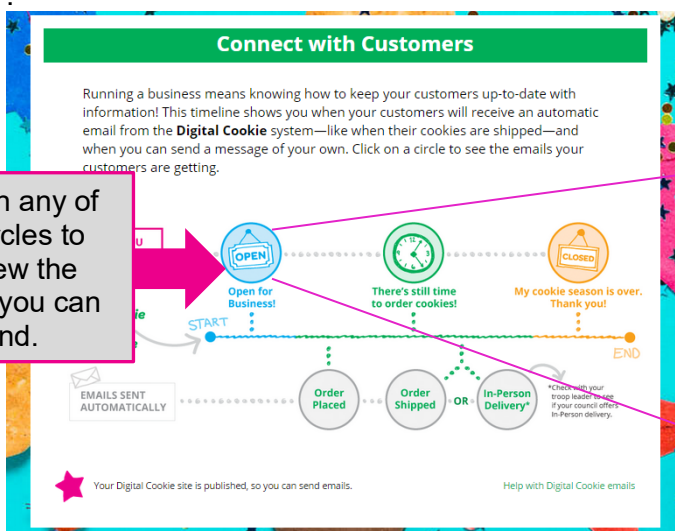 Connect with Customers
Running a business means knowing how to keep your customers up-to-date with
information! This timeline shows you when your customers will receive an automatic
email from the Digital Cookie system—like when their cookies are shipped—and
when you can send a message of your own. Click on a circle to see the emails your
customers are getting.
any of
to
the
you can
OPEN
CLOSED
Open for
Business!
There's still time
to order cookies!
My cookie season is over.
Thank you!
START
END
EMAILS SENT
AUTOMATICALLY
Order
Placed
Order
Shipped
OR
In-Person
Delivery*
*Check with your
troop leader to see
if your council offers
In-Person delivery.
Your Digital Cookie site is published, so you can send emails.
Help with Digital Cookie emails